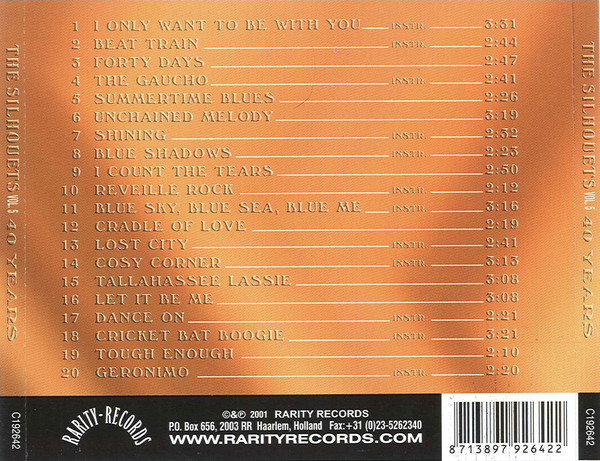 1 I ONLY WANT TO BE WITH YOU INSTR. 3:31
2 BEAT TRAIN INSTR. 2:44
3 FORTY DAYS 2:47
4 THE GAUCHO INSTR. 2:41
5 SUMMERTIME BLUES 2:26
6 UNCHAINED MELODY 3:19
7 SHINING INSTR. 2:32
8 BLUE SHADOWS INSTR. 2:23
9 I COUNT THE TEARS 2:50
10 REVEILLE ROCK INSTR. 2:12
11 BLUE SKY, BLUE SEA, BLUE ME INSTR. 3:16
12 CRADLE OF LOVE 2:19
13 LOST CITY INSTR. 2:41
14 COSY CORNER INSTR. 3:13
15 TALLAHASSEE LASSIE 3:08
16 LET IT BE ME 3:08
17 DANCE ON INSTR. 2:21
18 CRICKET BAT BOOGIE INSTR. 3:21
19 TOUGH ENOUGH 2:10
20 GERONIMO INSTR. 2:20
THE SILHOUETS VOL. 5 40 YEARS
THE SILHOUETS VOL. 5 40 YEARS
C1192642
C1192642
RARITY-RECORDS
©&℗ 2001 RARITY RECORDS
P.O. Box 656, 2003 RR Haarlem, Holland Fax:+31 (0)23-5262340
WWW.RARITYRECORDS.COM
8 713897 926422